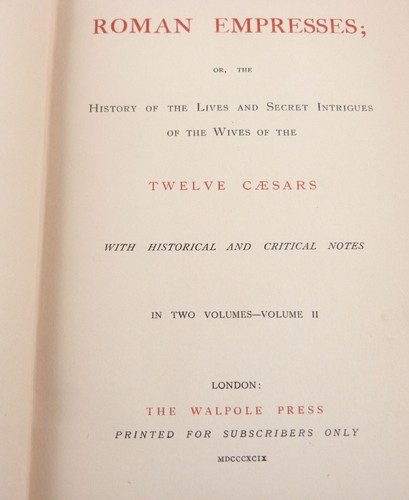 ROMAN EMPRESSES;
OR, THE
HISTORY OF THE LIVES AND SECRET INTRIGUES
OF THE WIVES OF THE
TWELVE CÆSARS
WITH HISTORICAL AND CRITICAL NOTES
IN TWO VOLUMES—VOLUME II
LONDON:
THE WALPOLE PRESS
PRINTED FOR SUBSCRIBERS ONLY
MDCCCXCIX